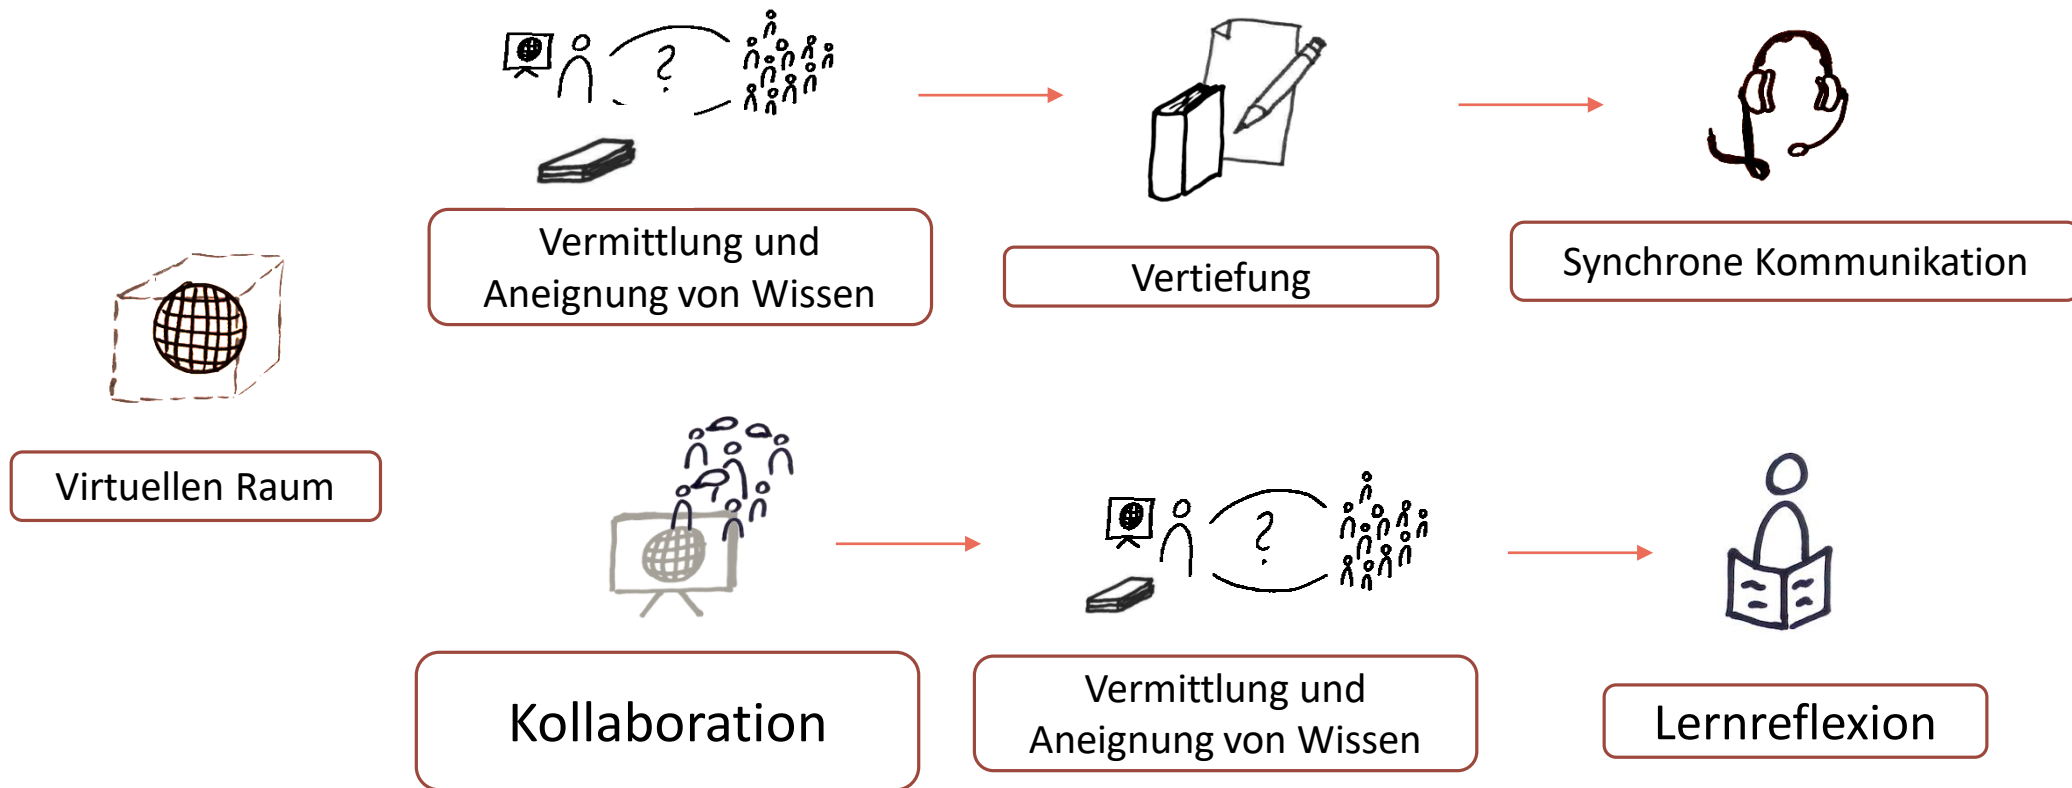 Vermittlung und
Aneignung von Wissen
Vertiefung
Synchrone Kommunikation
Virtuellen Raum
?
Kollaboration
?
Vermittlung und
Aneignung von Wissen
Lernreflexion